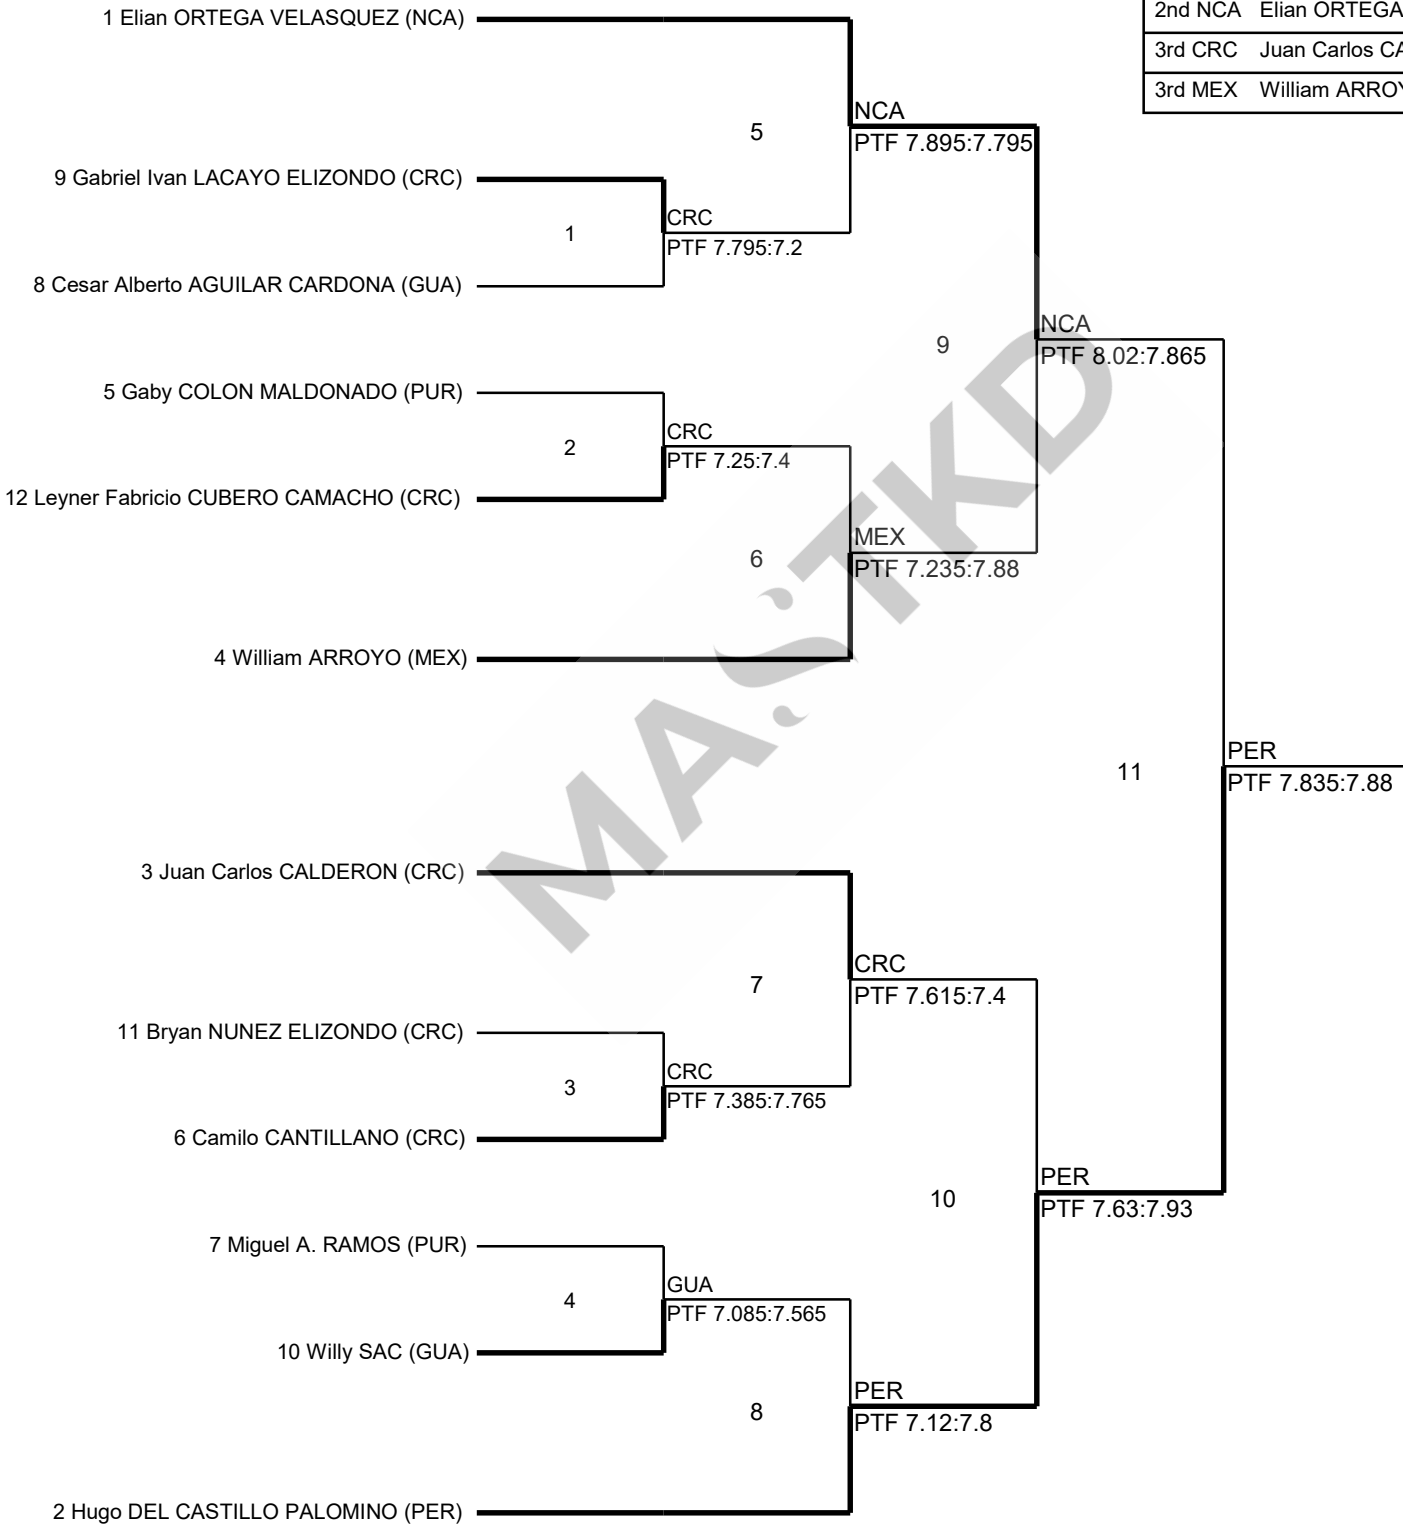 1 Elian ORTEGA VELASQUEZ (NCA)
2nd NCA Elian ORTEGA
3rd CRC Juan Carlos
3rd MEX William
NCA
5
PTF 7.895:7.795
9 Gabriel Ivan LACAYO ELIZONDO (CRC)
CRC
1
PTF 7.795:7.2
8 Cesar Alberto AGUILAR CARDONA (GUA)
NCA
9
PTF 8.02:7.865
5 Gaby COLON MALDONADO (PUR)
CRC
2
PTF 7.25:7.4
12 Leyner Fabricio CUBERO CAMACHO (CRC)
MEX
6
PTF 7.235:7.88
4 William ARROYO (MEX)
MASTKD
PER
11
PTF 7.835:7.88
3 Juan Carlos CALDERON (CRC)
CRC
7
PTF 7.615:7.4
11 Bryan NUNEZ ELIZONDO (CRC)
CRC
3
PTF 7.385:7.765
6 Camilo CANTILLANO (CRC)
PER
10
PTF 7.63:7.93
7 Miguel A. RAMOS (PUR)
GUA
4
PTF 7.085:7.565
10 Willy SAC (GUA)
PER
8
PTF 7.12:7.8
2 Hugo DEL CASTILLO PALOMINO (PER)